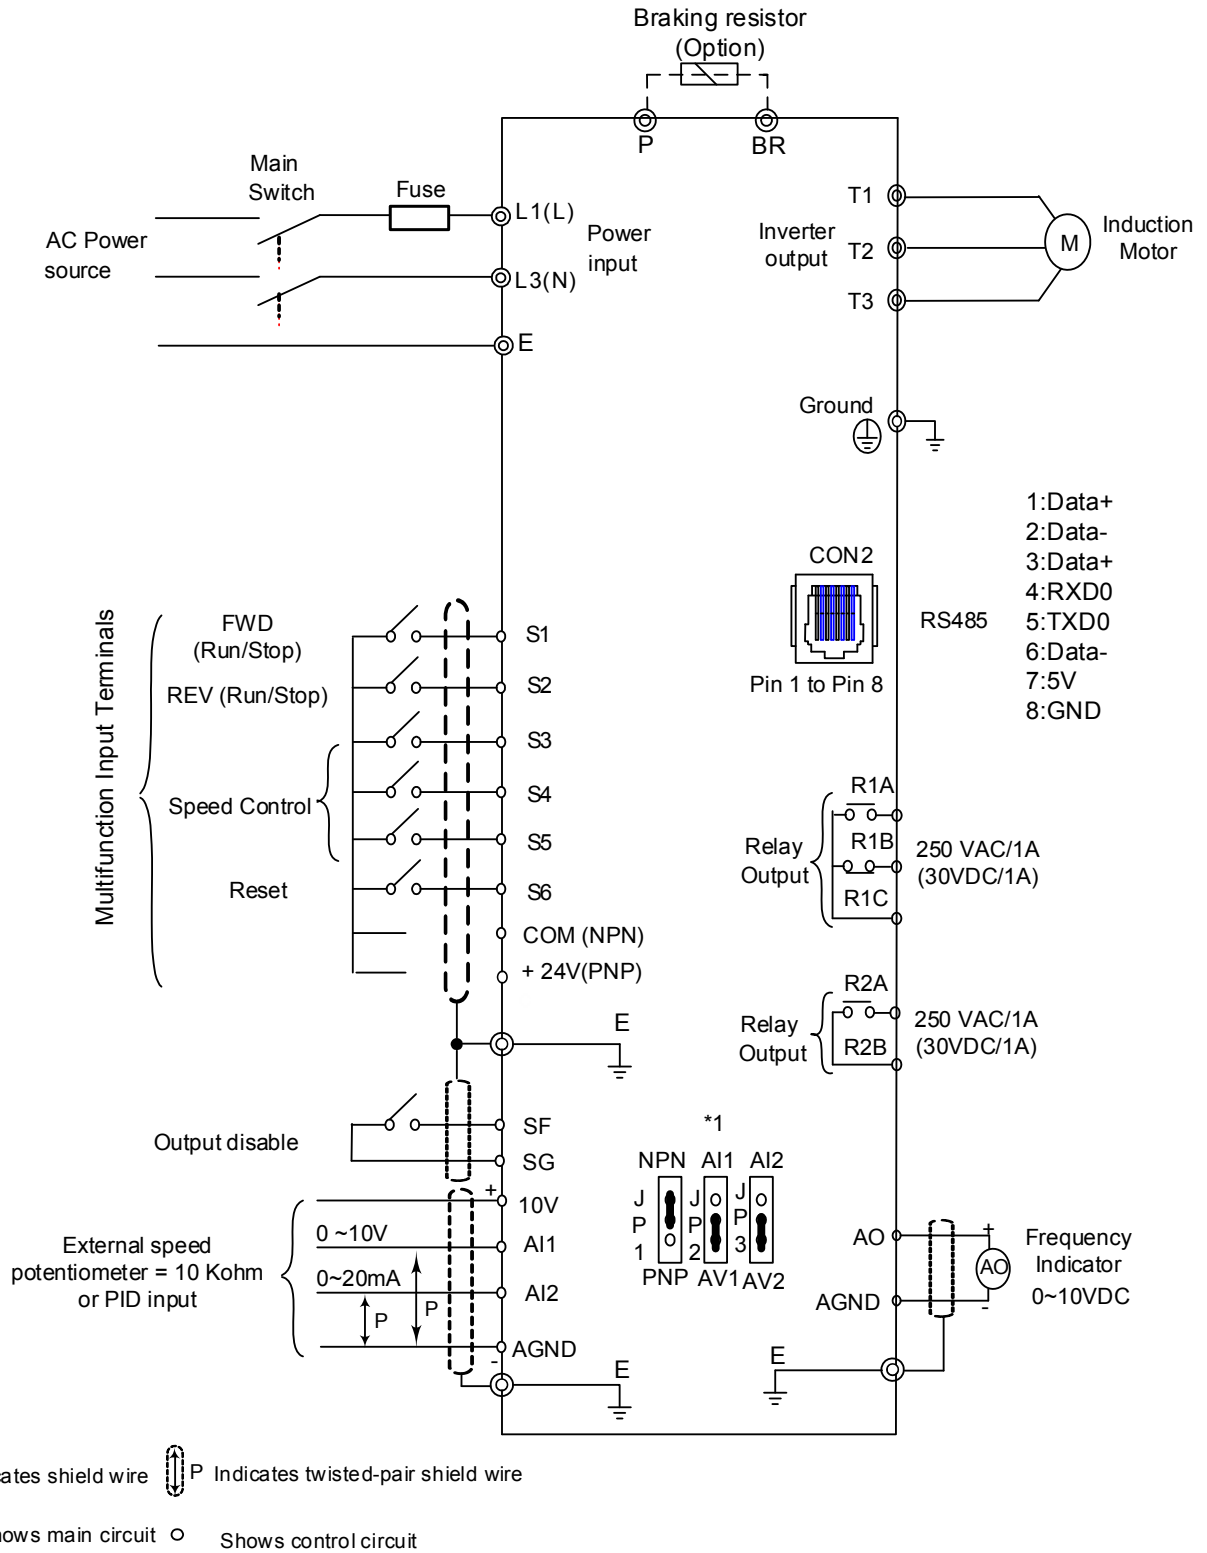 Braking resistor
(Option)
P
BR
Main
Switch
Fuse
AC Power
source
L1(L)
L3(N)
Power
input
E
T1
T2
T3
Inverter
output
M
Induction
Motor
Ground
CON2
RS485
Pin 1 to Pin 8
1:Data+
2:Data-
3:Data+
4:RXD0
5:TXD0
6:Data-
7:5V
8:GND
Multifunction Input Terminals
FWD
(Run/Stop)
REV (Run/Stop)
Speed Control
Reset
S1
S2
S3
S4
S5
S6
COM (NPN)
+ 24V(PNP)
E
Relay
Output
R1A
R1B
R1C
250 VAC/1A
(30VDC/1A)
Relay
Output
R2A
R2B
250 VAC/1A
(30VDC/1A)
Output disable
SF
SG
External speed
potentiometer = 10 Kohm
or PID input
+
10V
0 ~10V
AI1
0~20mA
AI2
P
P
AGND
-
E
*1
NPN AI1 AI2
J
P
1
J
P
2
J
P
3
PNP AV1 AV2
AO
AGND
+
AO
-
Frequency
Indicator
0~10VDC
E
cates shield wire
P Indicates twisted-pair shield wire
hows main circuit
Shows control circuit